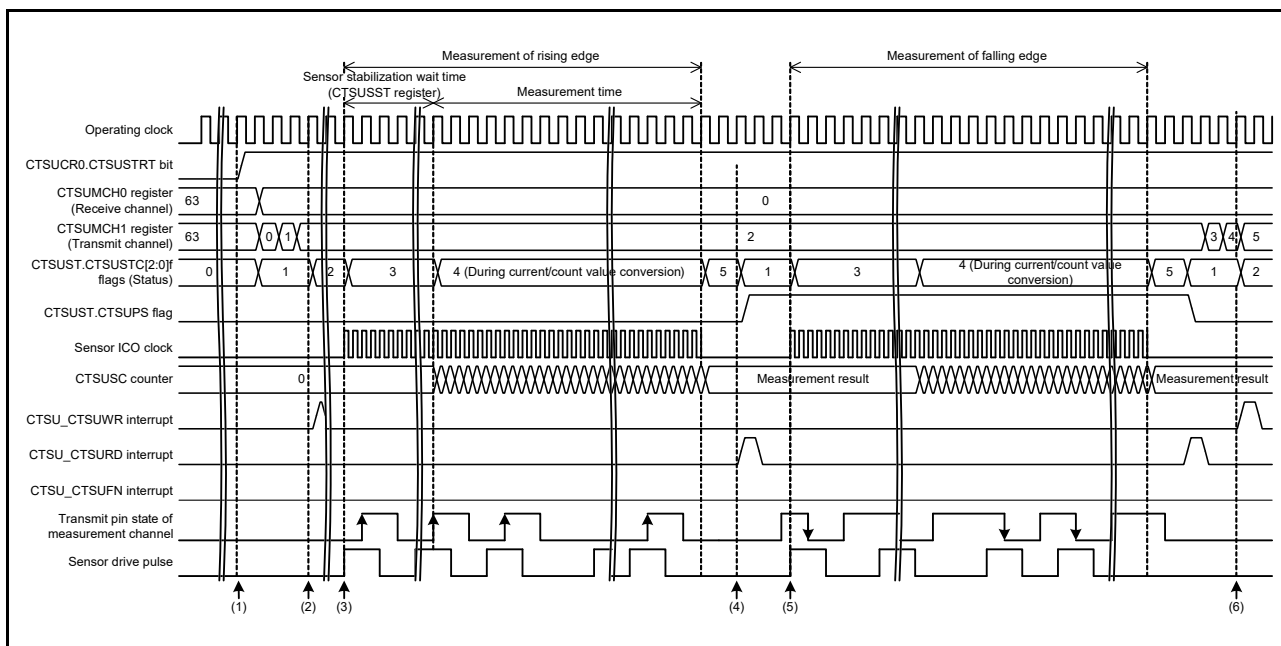 Measurement of rising edge
Measurement of falling edge
Sensor stabilization wait time
(CTSUSST register)
Measurement time
Operating clock
CTSUCR0.CTSUSTRT bit
CTSUMCH0 register
(Receive channel)
63
0
CTSUMCH1 register
(Transmit channel)
63
0
1
2
3
4
5
CTSUST.CTSUSTC[2:0]f
flags (Status)
0
1
2
3
4 (During current/count value conversion)
5
1
3
4 (During current/count value
conversion)
5
1
2
CTSUST.CTSUPS flag
Sensor ICO clock
CTSUSC counter
0
Measurement result
Measurement result
CTSU_CTSUWR interrupt
CTSU_CTSURD interrupt
CTSU_CTSUFN interrupt
Transmit pin state of
measurement channel
Sensor drive pulse
(1)
(2)
(3)
(4)
(5)
(6)